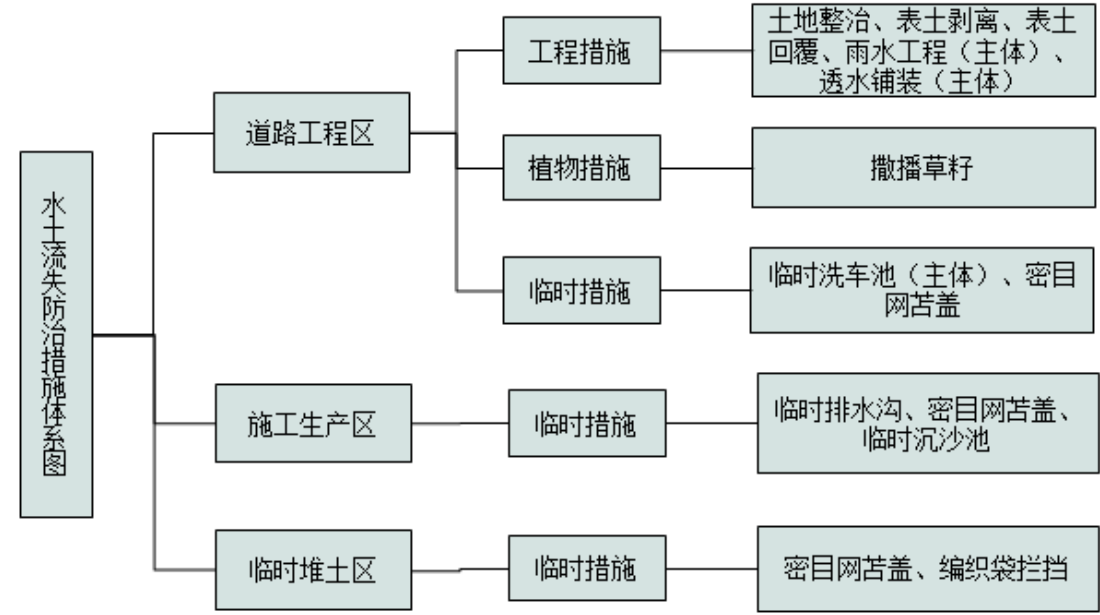 水土流失防治措施体系图
道路工程区
工程措施
土地整治、表土剥离、表土
回覆、雨水工程（主体）、
透水铺装（主体）
植物措施
撒播草籽
临时措施
临时洗车池（主体）、密目
网苫盖
施工生产区
临时措施
临时排水沟、密目网苫盖、
临时沉沙池
临时堆土区
临时措施
密目网苫盖、编织袋拦挡